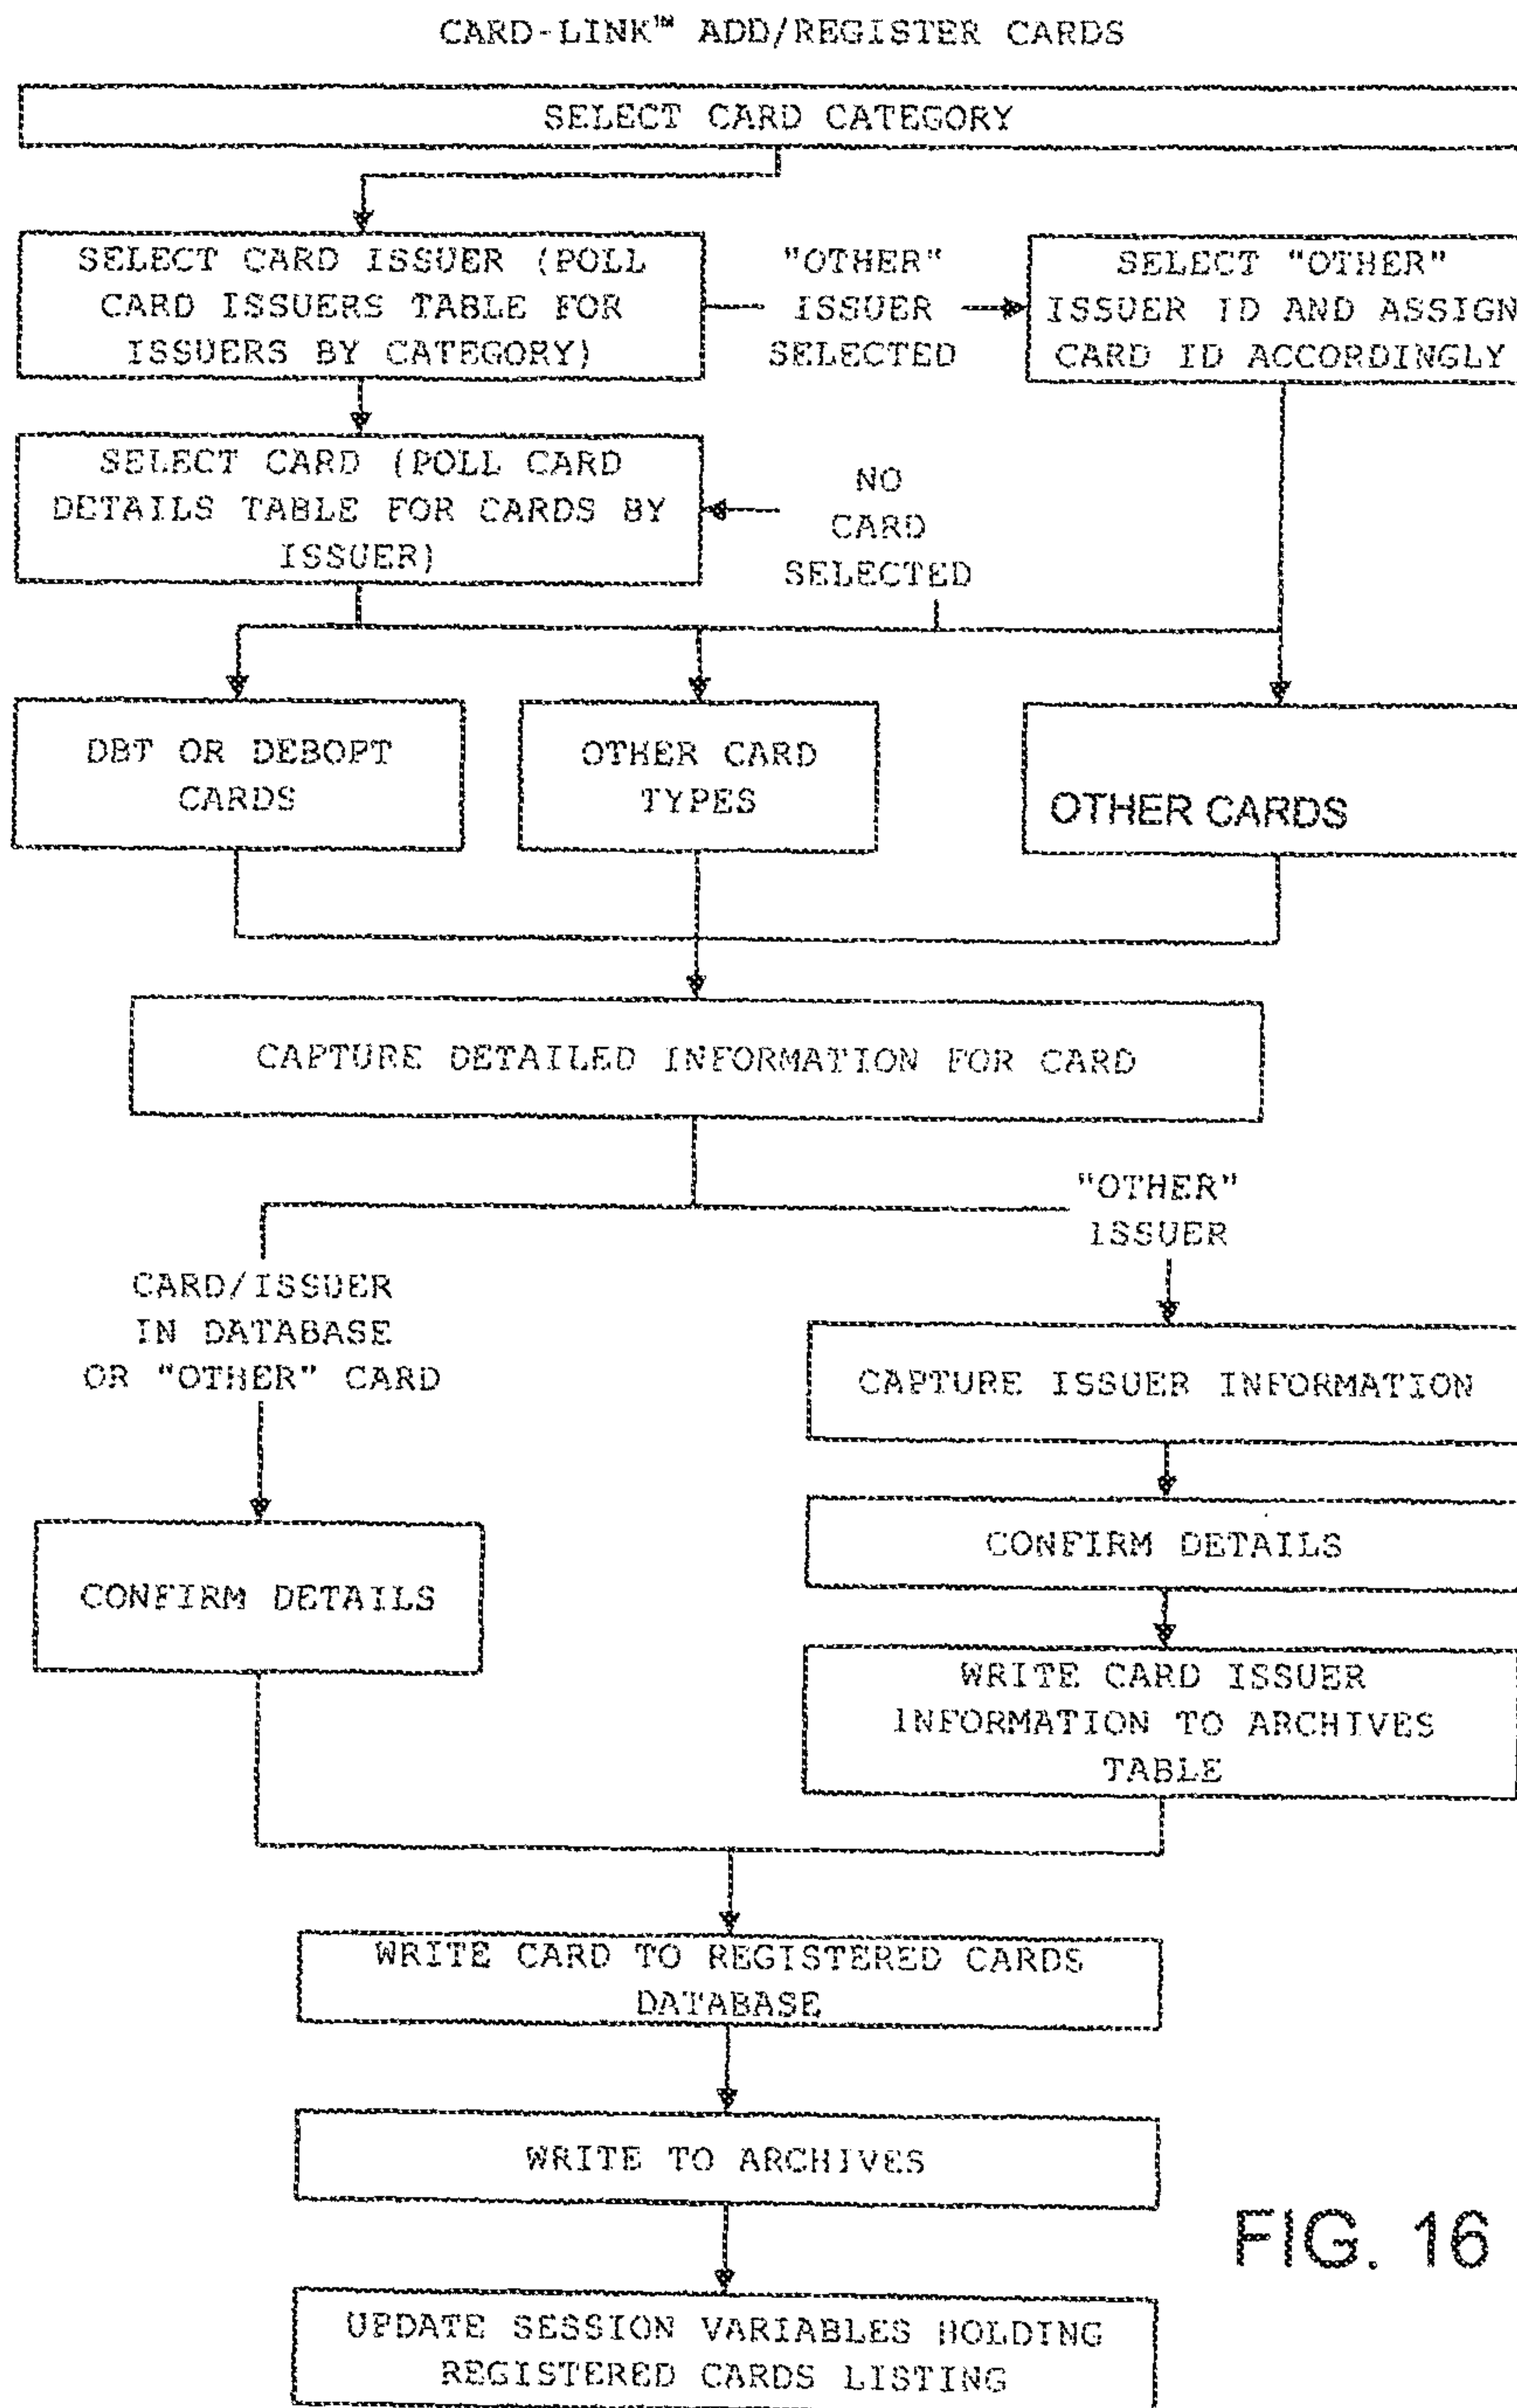 CARD-LINK™ ADD/REGISTER CARDS
SELECT CARD CATEGORY
SELECT CARD ISSUER (POLL
CARD ISSUERS TABLE FOR
ISSUERS BY CATEGORY)
"OTHER"
ISSUER
SELECTED
SELECT "OTHER"
ISSUER ID AND ASSIGN
CARD ID ACCORDINGLY
SELECT CARD (POLL CARD
DETAILS TABLE FOR CARDS BY
ISSUER)
NO
CARD
SELECTED
DBT OR DEBOPT
CARDS
OTHER CARD
TYPES
OTHER CARDS
CAPTURE DETAILED INFORMATION FOR CARD
"OTHER"
ISSUER
CARD/ISSUER
IN DATABASE
OR "OTHER" CARD
CAPTURE ISSUER INFORMATION
CONFIRM DETAILS
CONFIRM DETAILS
WRITE CARD ISSUER
INFORMATION TO ARCHIVES
TABLE
WRITE CARD TO REGISTERED CARDS
DATABASE
WRITE TO ARCHIVES
FIG. 16
UPDATE SESSION VARIABLES HOLDING
REGISTERED CARDS LISTING